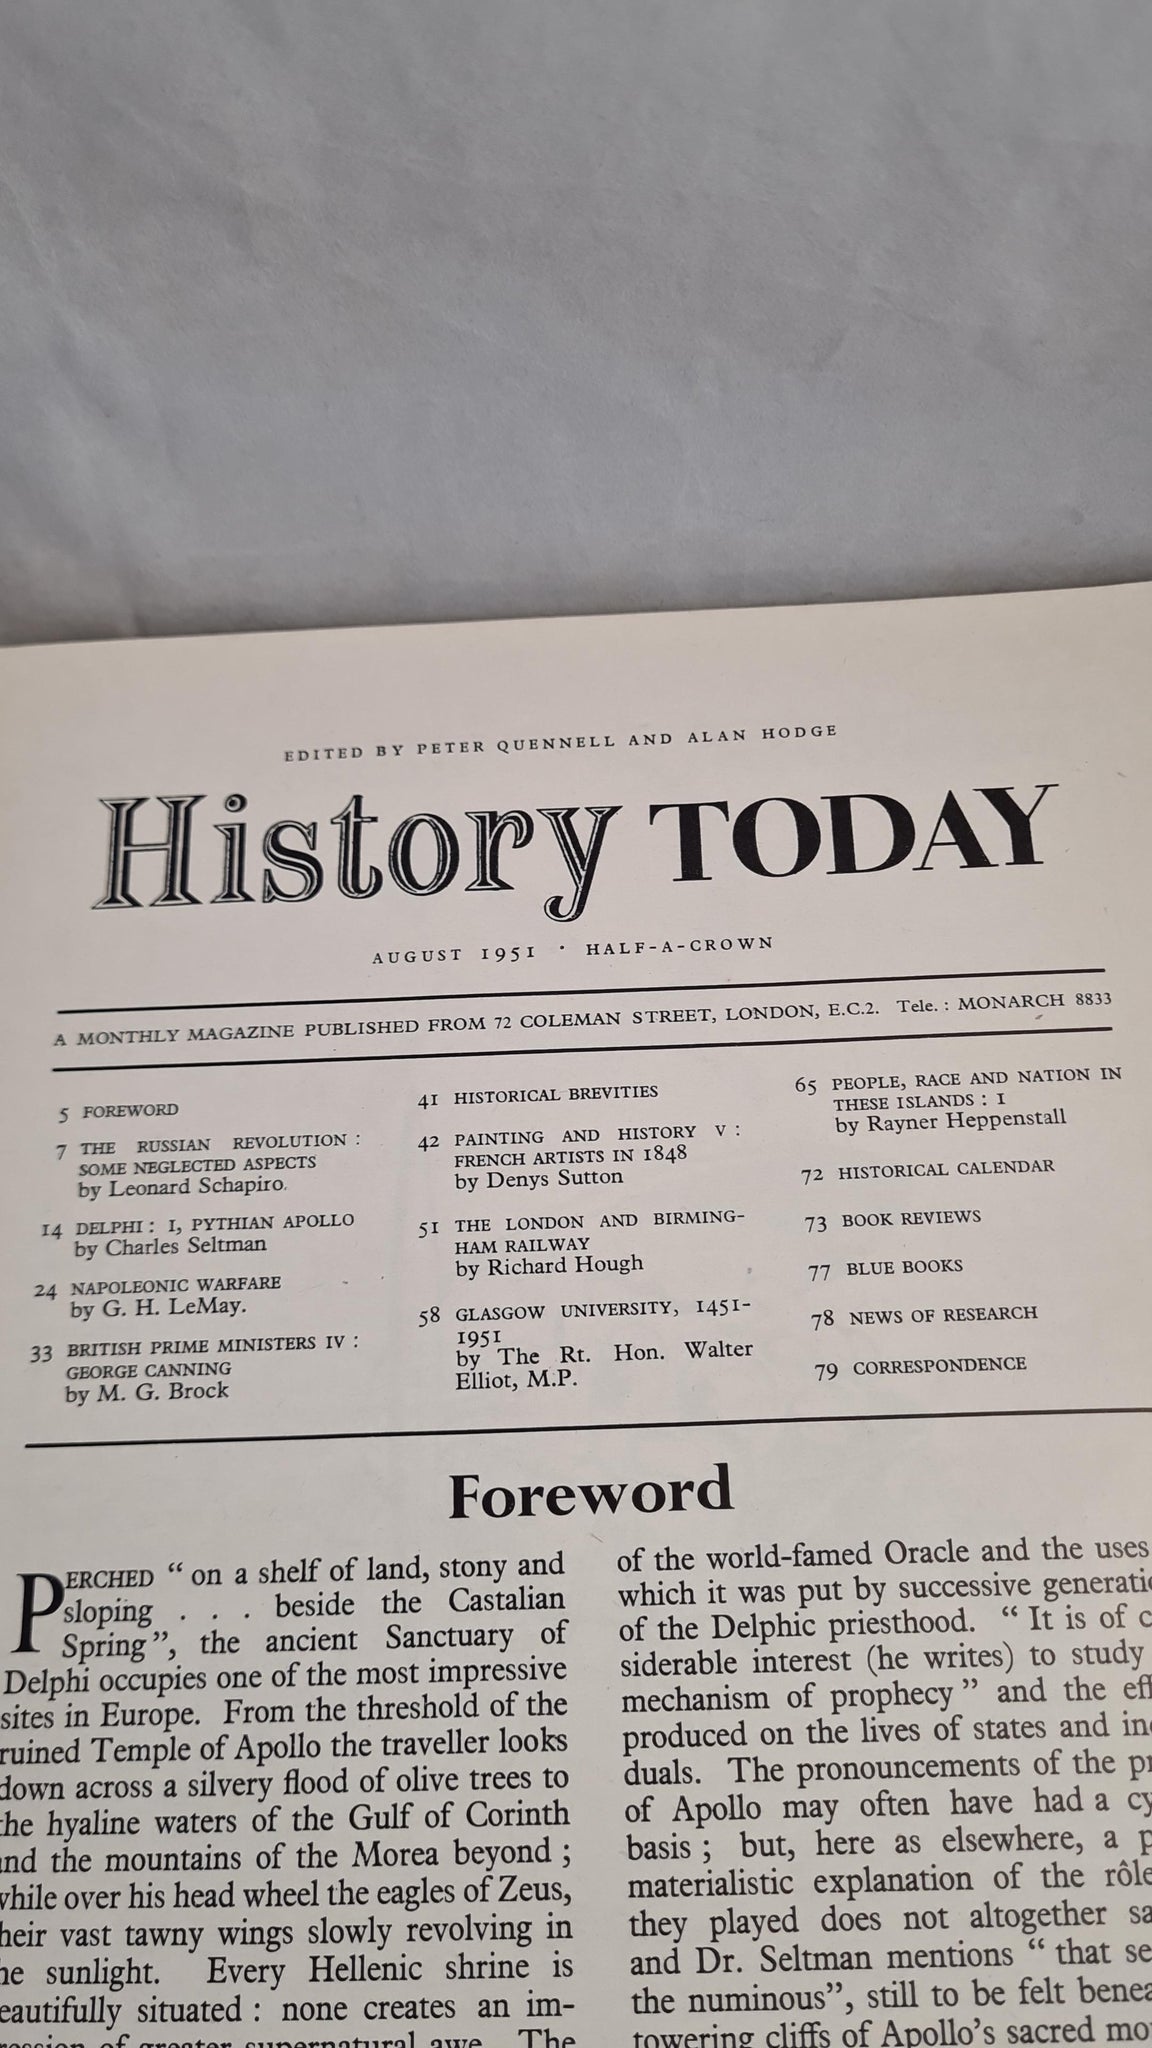 EDITED BY PETER QUENNELL AND ALAN HODGE
History TODAY
AUGUST 1951 · HALF-A-CROWN
A MONTHLY MAGAZINE PUBLISHED FROM 72 COLEMAN STREET, LONDON, E.C.2. Tele. : MONARCH 8833
5 FOREWORD
7 THE RUSSIAN REVOLUTION :
SOME NEGLECTED ASPECTS
by Leonard Schapiro.
14 DELPHI : I, PYTHIAN APOLLO
by Charles Seltman
24 NAPOLEONIC WARFARE
by G. H. LeMay.
33 BRITISH PRIME MINISTERS IV :
GEORGE CANNING
by M. G. Brock
41 HISTORICAL BREVITIES
42 PAINTING AND HISTORY V :
FRENCH ARTISTS IN 1848
by Denys Sutton
51 THE LONDON AND BIRMING-
HAM RAILWAY
by Richard Hough
58 GLASGOW UNIVERSITY, 1451-
1951
by The Rt. Hon. Walter
Elliot, M.P.
65 PEOPLE, RACE AND NATION IN
THESE ISLANDS : I
by Rayner Heppenstall
72 HISTORICAL CALENDAR
73 BOOK REVIEWS
77 BLUE BOOKS
78 NEWS OF RESEARCH
79 CORRESPONDENCE
Foreword
PERCHED “ on a shelf of land, stony and
sloping . . . beside the Castalian
Spring”, the ancient Sanctuary of
Delphi occupies one of the most impressive
sites in Europe. From the threshold of the
ruined Temple of Apollo the traveller looks
down across a silvery flood of olive trees to
the hyaline waters of the Gulf of Corinth
and the mountains of the Morea beyond ;
while over his head wheel the eagles of Zeus,
their vast tawny wings slowly revolving in
the sunlight. Every Hellenic shrine is
beautifully situated : none creates an im-
pression of greater supernatural awe. The
of the world-famed Oracle and the uses
which it was put by successive generati
of the Delphic priesthood. “ It is of c
siderable interest (he writes) to study
mechanism of prophecy ” and the eff
produced on the lives of states and in
duals. The pronouncements of the pr
of Apollo may often have had a cy
basis ; but, here as elsewhere, a p
materialistic explanation of the rôle
they played does not altogether sa
and Dr. Seltman mentions “ that se
the numinous”, still to be felt benea
towering cliffs of Apollo’s sacred mo